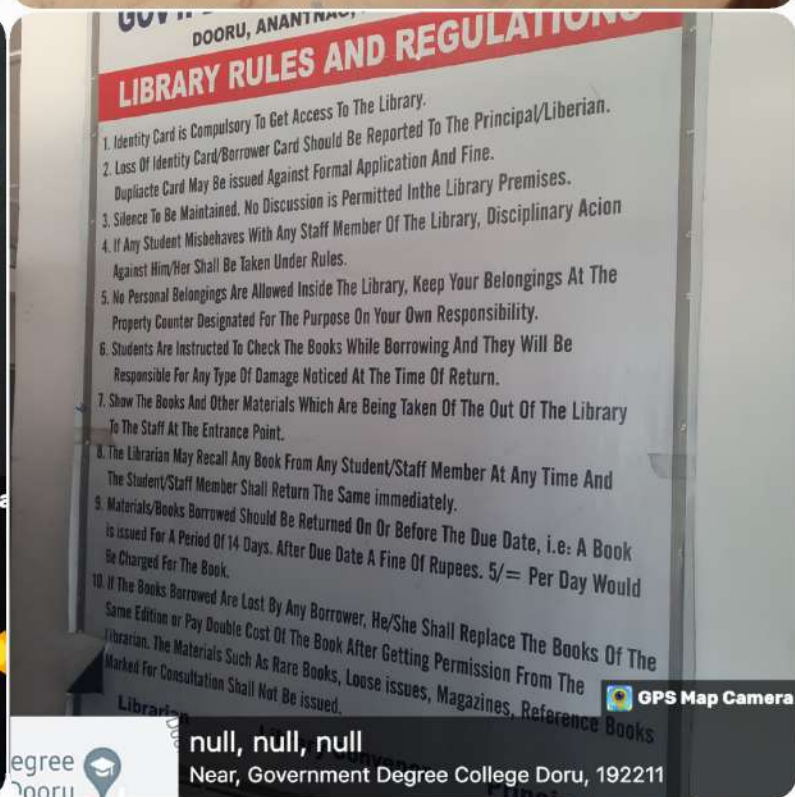 DOORU, ANANTNAG,
LIBRARY RULES AND REGULATIONS
1. Identity Card is Compulsory To Get Access To The Library.
2. Loss Of Identity Card/Borrower Card Should Be Reported To The Principal/Liberian.
Dupliacte Card May Be issued Against Formal Application And Fine.
3. Silence To Be Maintained. No Discussion is Permitted Inthe Library Premises.
4. If Any Student Misbehaves With Any Staff Member Of The Library, Disciplinary Acion
Against Him/Her Shall Be Taken Under Rules.
5. No Personal Belongings Are Allowed Inside The Library, Keep Your Belongings At The
Property Counter Designated For The Purpose On Your Own Responsibility.
6. Students Are Instructed To Check The Books While Borrowing And They Will Be
Responsible For Any Type Of Damage Noticed At The Time Of Return.
7. Show The Books And Other Materials Which Are Being Taken Of The Out Of The Library
To The Staff At The Entrance Point.
8. The Librarian May Recall Any Book From Any Student/Staff Member At Any Time And
The Student/Staff Member Shall Return The Same immediately.
9. Materials/Books Borrowed Should Be Returned On Or Before The Due Date, i.e: A Book
is issued For A Period Of 14 Days. After Due Date A Fine Of Rupees. 5/= Per Day Would
Be Charged For The Book.
10. If The Books Borrowed Are Lost By Any Borrower, He/She Shall Replace The Books Of The
Same Edition or Pay Double Cost Of The Book After Getting Permission From The
Librarian. The Materials Such As Rare Books, Loose issues, Magazines, Reference Books
Marked For Consultation Shall Not Be issued.
Librarian
GPS Map Camera
null, null, null
Near, Government Degree College Doru, 192211
egree
Dooru